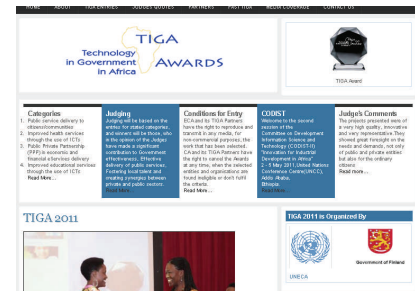 HOME ABOUT TIGA ENTRIES JUDGES QUOTES PARTNERS PAST TIGA MEDIA COVERAGE CONTACT US
TIGA
Technology
in Government
in Africa
AWARDS
TIGA Award
Categories
1. Public service delivery to
citizens/communities
2. Improved health services
through the use of ICTs
3. Public Private Partnership
(PPP) in economic and
financial eServices delivery
4. Improved educational services
through the use of ICTs
Read More...
Judging
Judging will be based on the
entries for stated categories,
and winners will be those, who
in the opinion of the Judges
have made a significant
contribution to Government
effectiveness. Effective
delivery of public services.
Fostering local talent and
creating synergies between
private and public sectors.
Read More...
Conditions for Entry
ECA and its TIGA Partners
have the right to reproduce and
transmit in any media, for
non-commercial purposes, the
work that has been selected.
CA and its TIGA Partners have
the right to cancel the Awards
at any time, when the selected
entities and organizations are
found ineligible or don't fulfil
the criteria.
Read More...
CODIST
Welcome to the second
session of the
Committee on Development
Information Science and
Technology (CODIST-II)
"Innovation for Industrial
Development in Africa"
2 - 5 May 2011, United Nations
Conference Centre(UNCC),
Addis Ababa,
Ethiopia.
Read More...
Judge's Comments
The projects presented were of
a very high quality, innovative
and very representative.They
showed great foresight on the
needs and demands, not only
of public and private entities
but also for the ordinary
citizens
Read more...
TIGA 2011
TIGA 2011 is Organized By
UNECA
Government of Finland